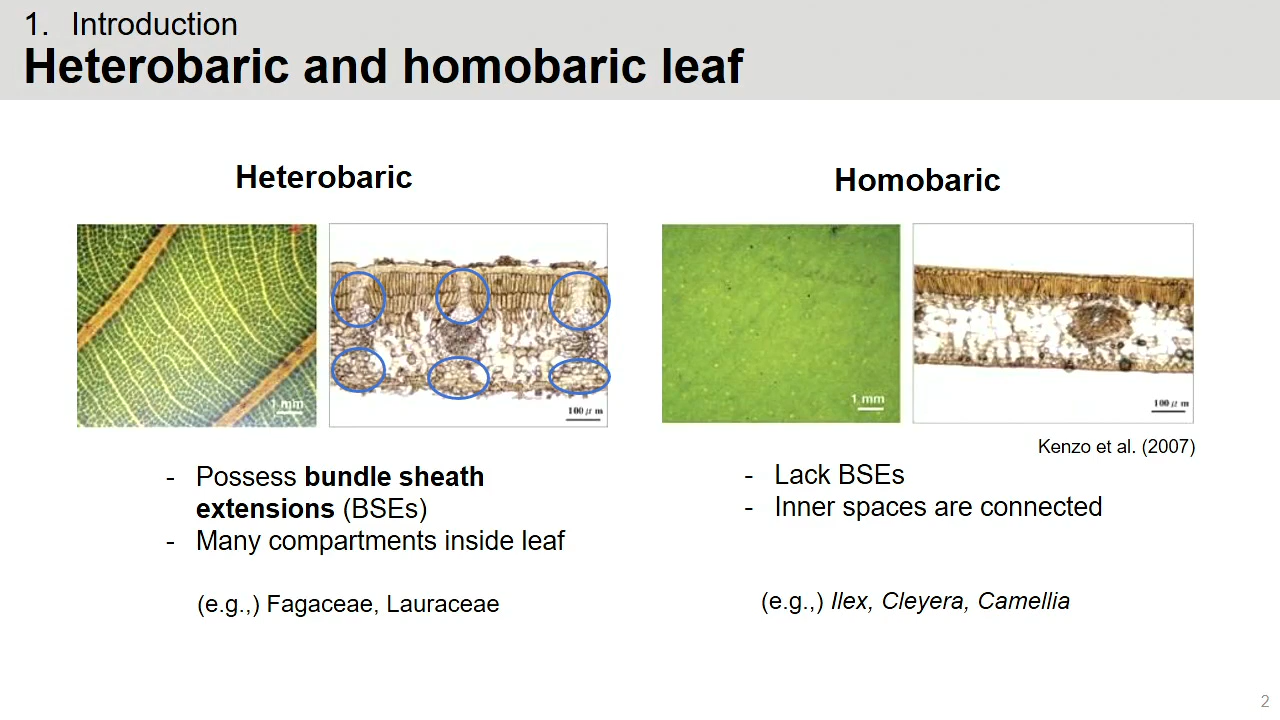 1. Introduction
Heterobaric and homobaric leaf
Heterobaric
1 mm
100 μ m
- Possess bundle sheath
extensions (BSEs)
- Many compartments inside leaf
(e.g.,) Fagaceae, Lauraceae
Homobaric
1 mm
100 μ m
Kenzo et al. (2007)
- Lack BSEs
- Inner spaces are connected
(e.g.,) Ilex, Cleyera, Camellia
2